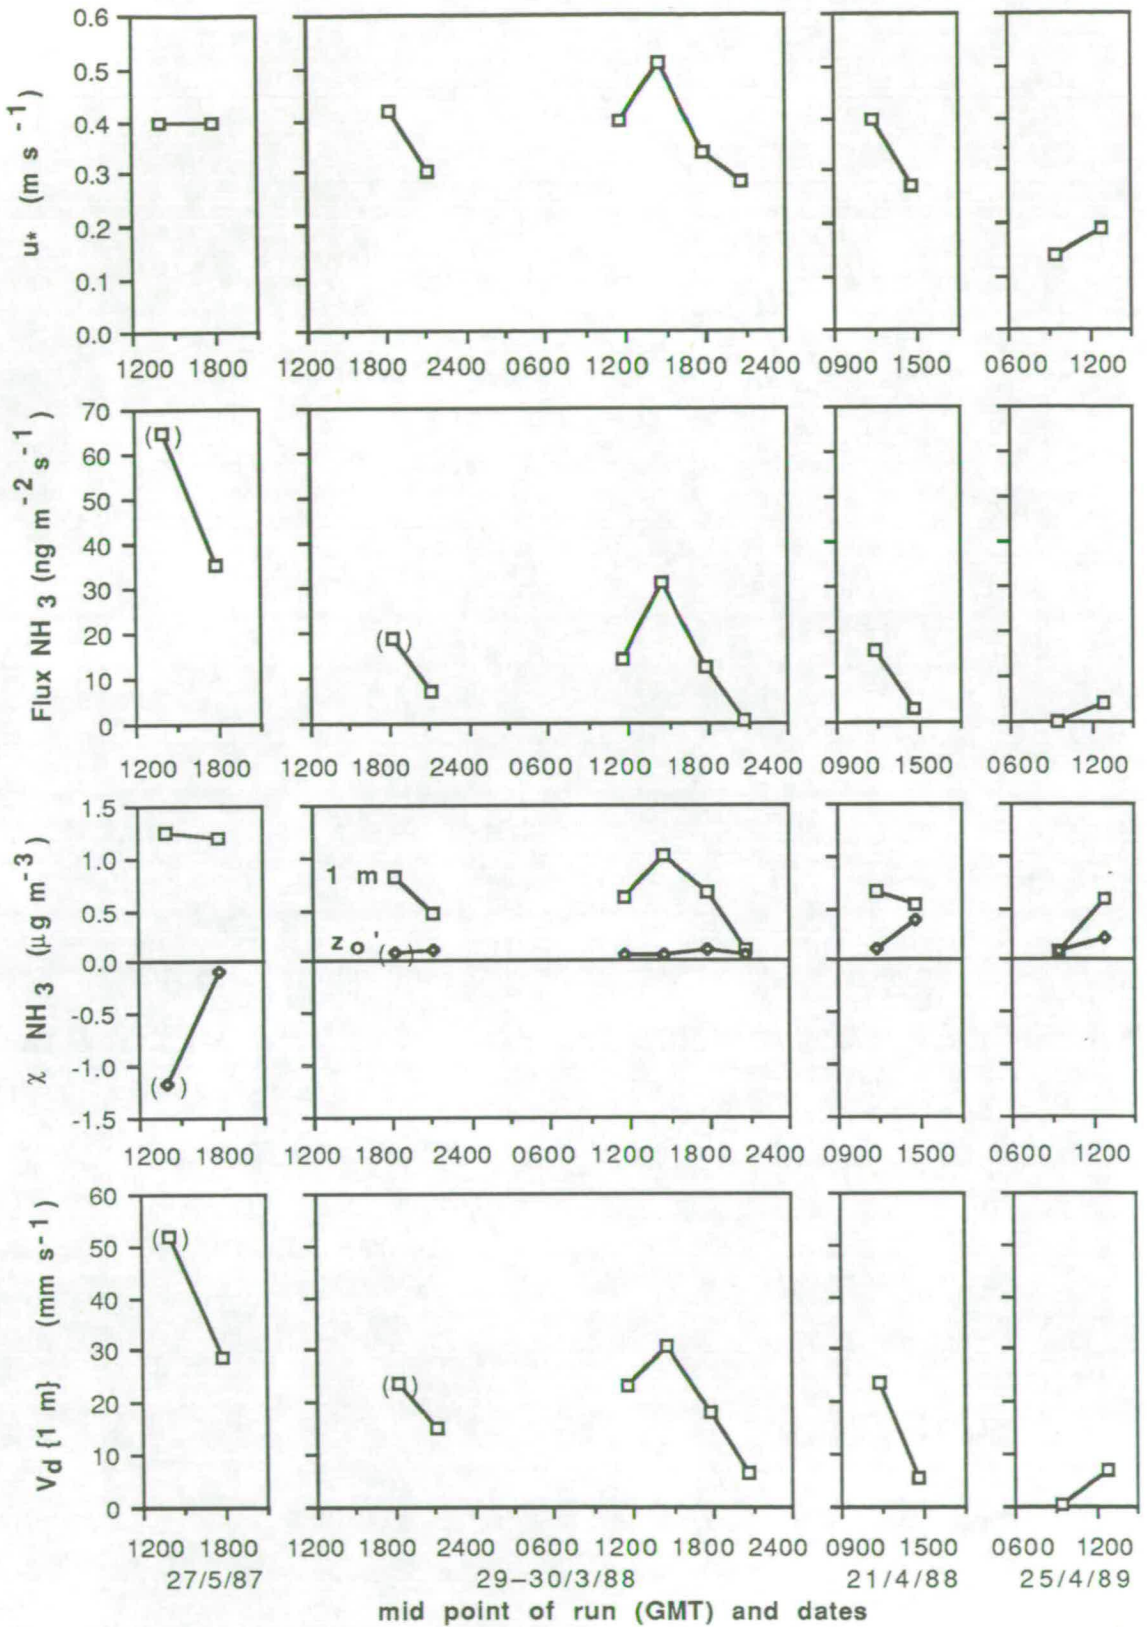 0.6
0.5
0.4
0.3
0.2
0.1
0.0
u* (m s -1)
1200 1800 1200 1800 2400 0600 1200 1800 2400 0900 1500 0600 1200
70
60
50
40
30
20
10
0
Flux NH 3 (ng m -2 s -1)
( ) ( )
1200 1800 1200 1800 2400 0600 1200 1800 2400 0900 1500 0600 1200
1.5
1.0
0.5
0.0
-0.5
-1.0
-1.5
χ NH 3 (μg m -3)
1 m
z o' ( )
( )
1200 1800 1200 1800 2400 0600 1200 1800 2400 0900 1500 0600 1200
60
50
40
30
20
10
0
Vd {1 m} (mm s -1)
( ) ( )
1200 1800 1200 1800 2400 0600 1200 1800 2400 0900 1500 0600 1200
27/5/87 29–30/3/88 21/4/88 25/4/89
mid point of run (GMT) and dates